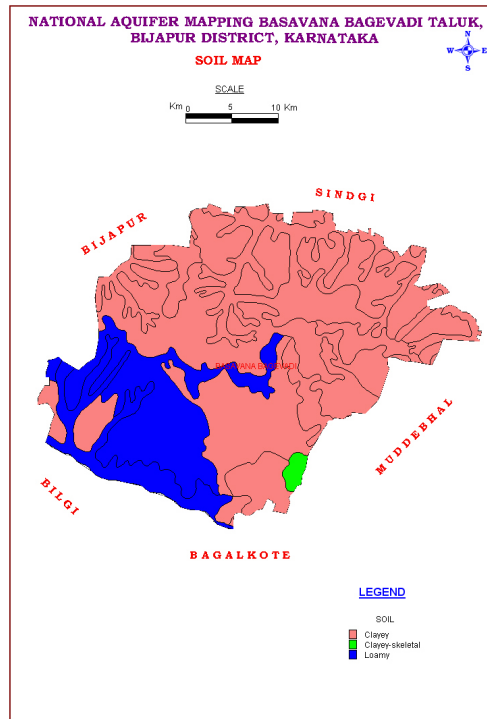 NATIONAL AQUIFER MAPPING BASAVANA BAGEVADI TALUK,
BIJAPUR DISTRICT, KARNATAKA
N
W E
S
SOIL MAP
SCALE
Km 0 5 10 Km
SINDGI
BIJAPUR
BASAVANA BAGEVADI
MUDDEBHAL
BILGI
BAGALKOTE
LEGEND
SOIL
Clayey
Clayey-skeletal
Loamy